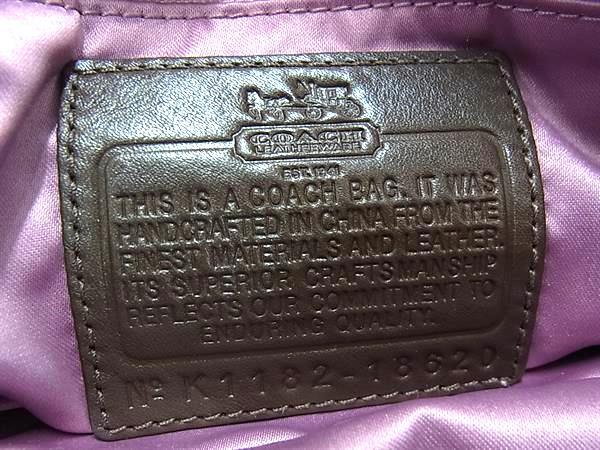 COACH
LEATHERWARE
EST. 1941
THIS IS A COACH BAG. IT WAS
HANDCRAFTED IN CHINA FROM THE
FINEST MATERIALS AND LEATHER.
ITS SUPERIOR CRAFTSMANSHIP
REFLECTS OUR COMMITMENT TO
ENDURING QUALITY.
Nº K1182-18620